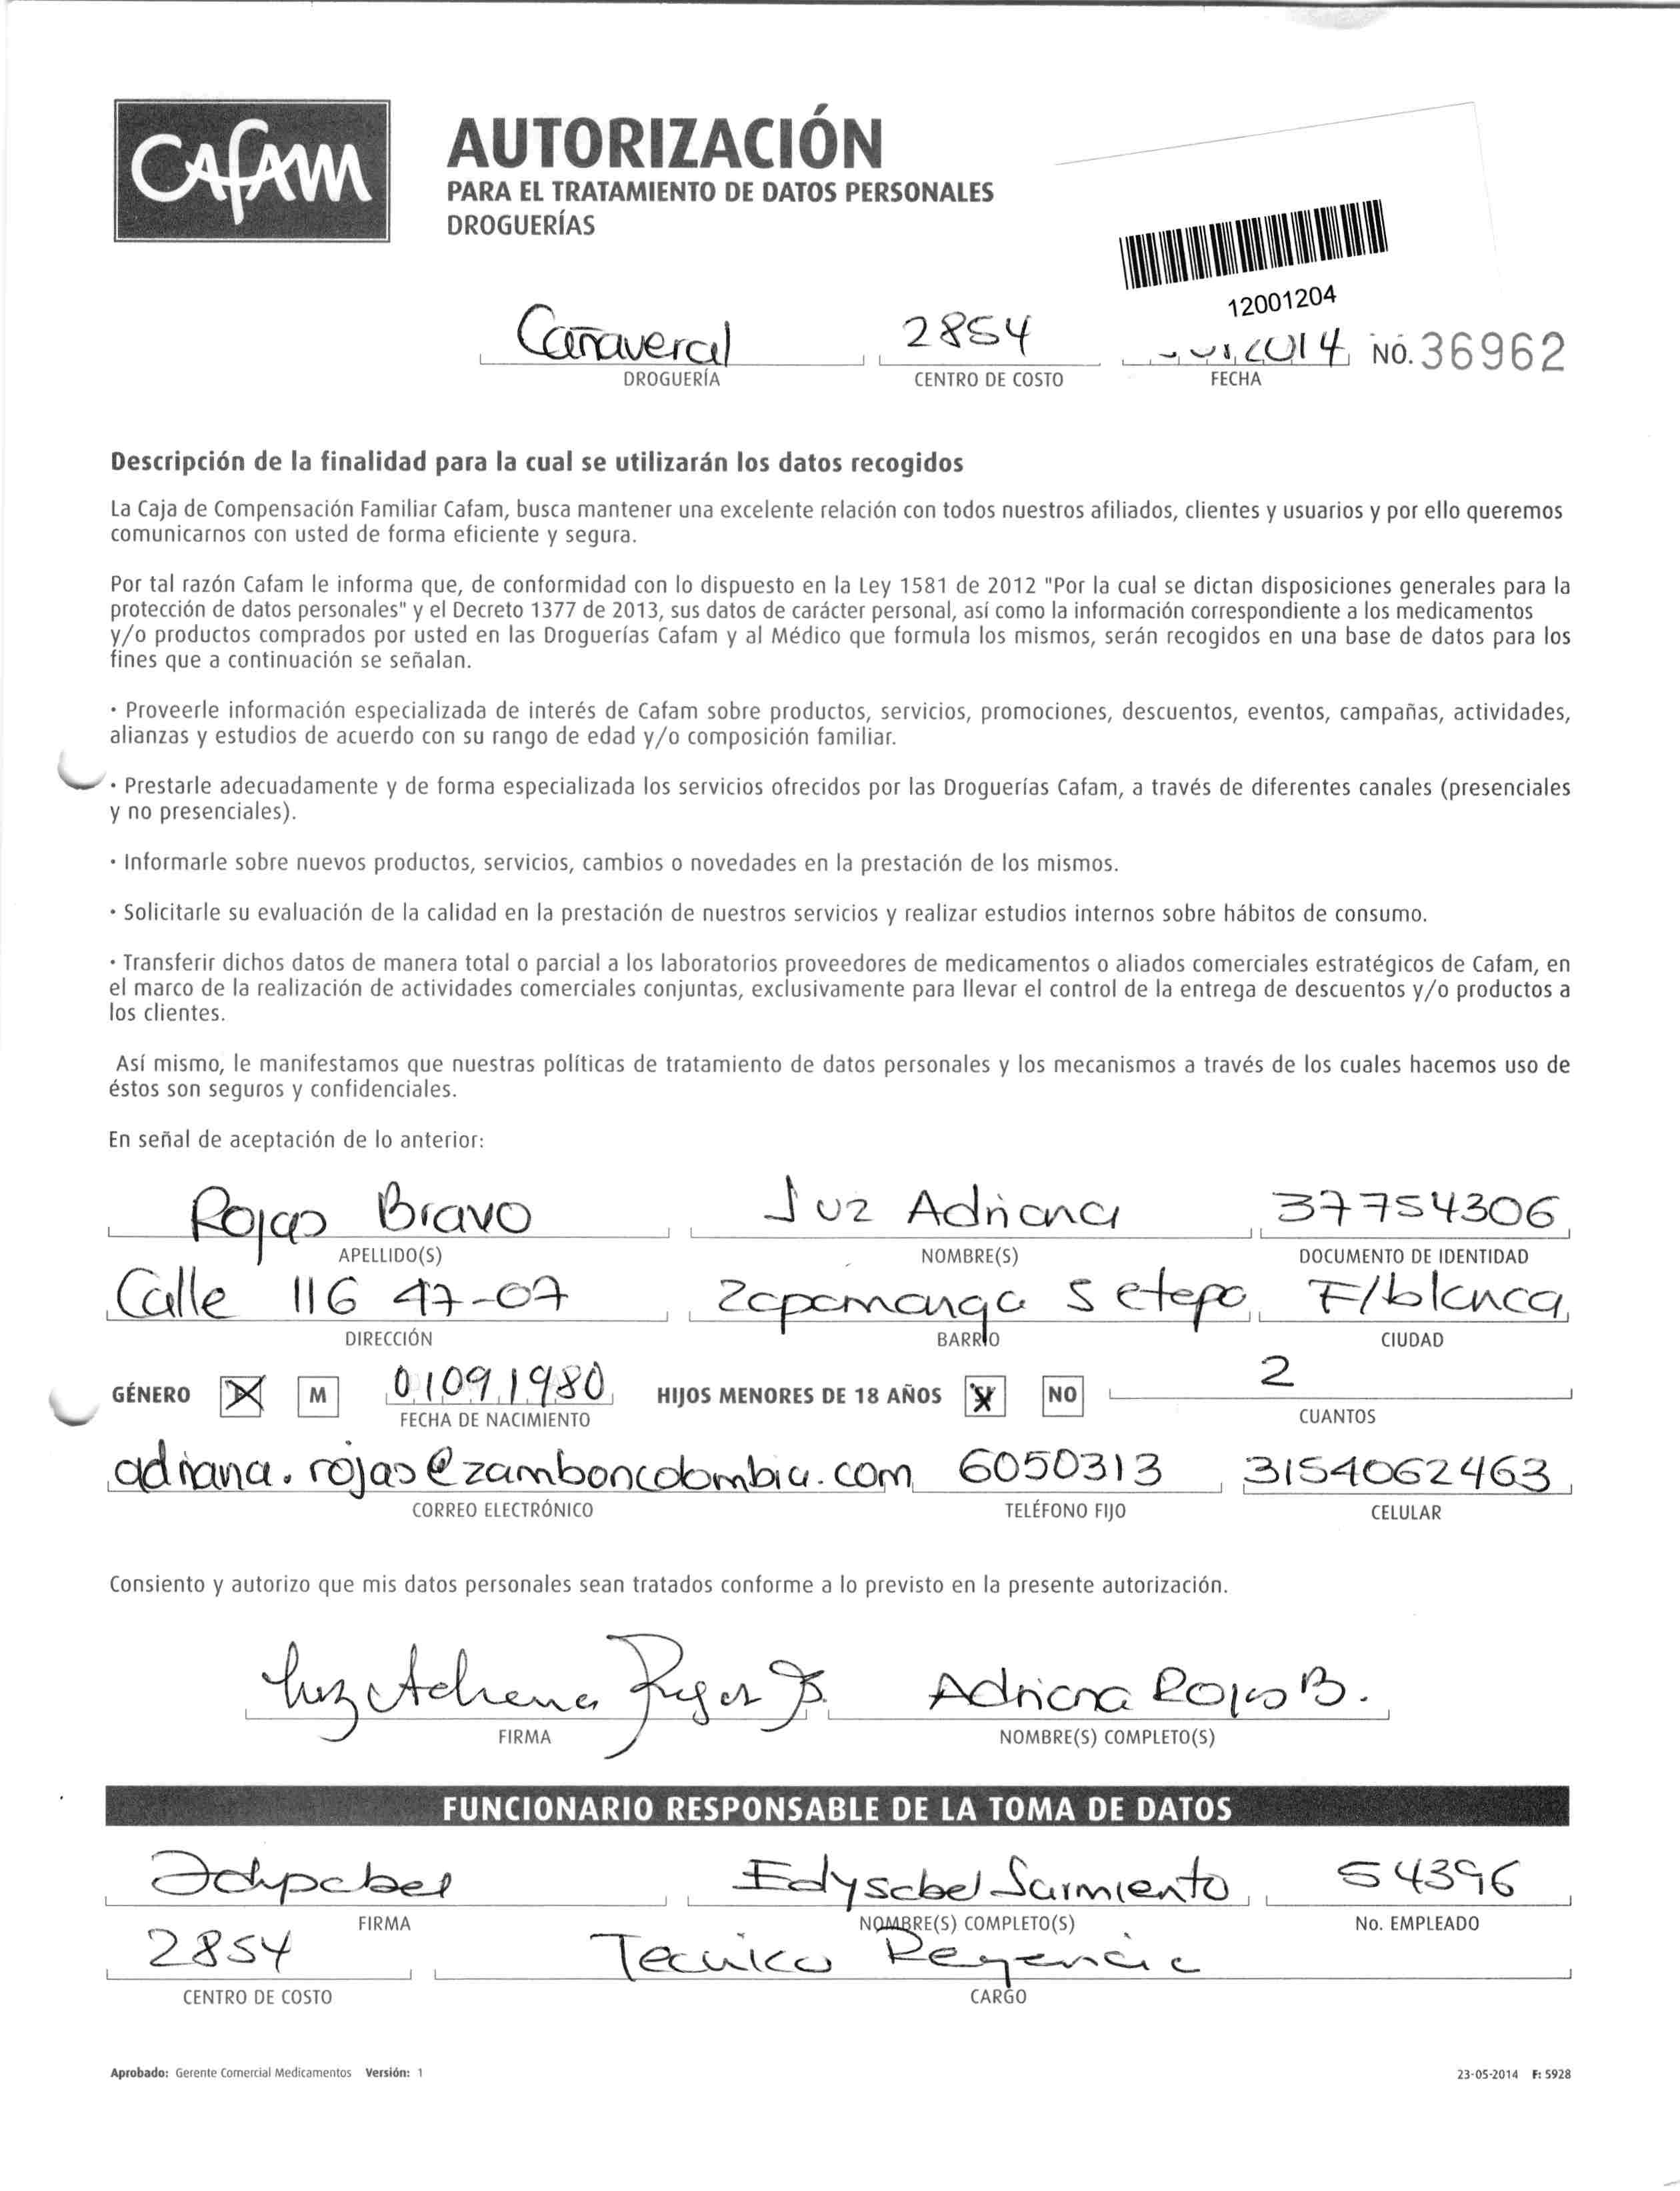 Cafam
AUTORIZACIÓN
PARA EL TRATAMIENTO DE DATOS PERSONALES
DROGUERÍAS
12001204
Cañaveral 2854 2014 NO. 36962
DROGUERÍA CENTRO DE COSTO FECHA
Descripción de la finalidad para la cual se utilizarán los datos recogidos
La Caja de Compensación Familiar Cafam, busca mantener una excelente relación con todos nuestros afiliados, clientes y usuarios y por ello queremos
comunicarnos con usted de forma eficiente y segura.
Por tal razón Cafam le informa que, de conformidad con lo dispuesto en la Ley 1581 de 2012 "Por la cual se dictan disposiciones generales para la
protección de datos personales" y el Decreto 1377 de 2013, sus datos de carácter personal, así como la información correspondiente a los medicamentos
y/o productos comprados por usted en las Droguerías Cafam y al Médico que formula los mismos, serán recogidos en una base de datos para los
fines que a continuación se señalan.
· Proveerle información especializada de interés de Cafam sobre productos, servicios, promociones, descuentos, eventos, campañas, actividades,
alianzas y estudios de acuerdo con su rango de edad y/o composición familiar.
· Prestarle adecuadamente y de forma especializada los servicios ofrecidos por las Droguerías Cafam, a través de diferentes canales (presenciales
y no presenciales).
· Informarle sobre nuevos productos, servicios, cambios o novedades en la prestación de los mismos.
· Solicitarle su evaluación de la calidad en la prestación de nuestros servicios y realizar estudios internos sobre hábitos de consumo.
· Transferir dichos datos de manera total o parcial a los laboratorios proveedores de medicamentos o aliados comerciales estratégicos de Cafam, en
el marco de la realización de actividades comerciales conjuntas, exclusivamente para llevar el control de la entrega de descuentos y/o productos a
los clientes.
Así mismo, le manifestamos que nuestras políticas de tratamiento de datos personales y los mecanismos a través de los cuales hacemos uso de
éstos son seguros y confidenciales.
En señal de aceptación de lo anterior:
Rojas Bravo Luz Adriana 37754306
APELLIDO(S) NOMBRE(S) DOCUMENTO DE IDENTIDAD
Calle 116 47-07 Zapamanga 5 etapa F/blanca
DIRECCIÓN BARRIO CIUDAD
GÉNERO M 01091980 HIJOS MENORES DE 18 AÑOS NO 2
FECHA DE NACIMIENTO CUANTOS
adriana.rojas@zamboncolombia.com 6050313 3154062463
CORREO ELECTRÓNICO TELÉFONO FIJO CELULAR
Consiento y autorizo que mis datos personales sean tratados conforme a lo previsto en la presente autorización.
Luz Adriana Rojas B. Adriana Rojas B.
FIRMA NOMBRE(S) COMPLETO(S)
FUNCIONARIO RESPONSABLE DE LA TOMA DE DATOS
Edysabel Sarmiento 54396
FIRMA NOMBRE(S) COMPLETO(S) No. EMPLEADO
2854 Tecnico Regencia
CENTRO DE COSTO CARGO
Aprobado: Gerente Comercial Medicamentos Versión: 1 23-05-2014 F: 5928